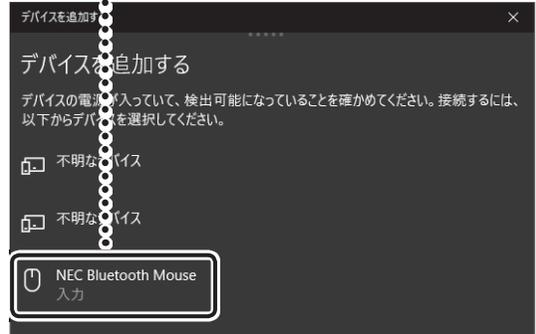 デバイスを追加す
デバイスを追加する
デバイスの電源が入っていて、検出可能になっていることを確かめてください。接続するには、
以下からデバイスを選択してください。
不明なデバイス
不明なデバイス
NEC Bluetooth Mouse
入力